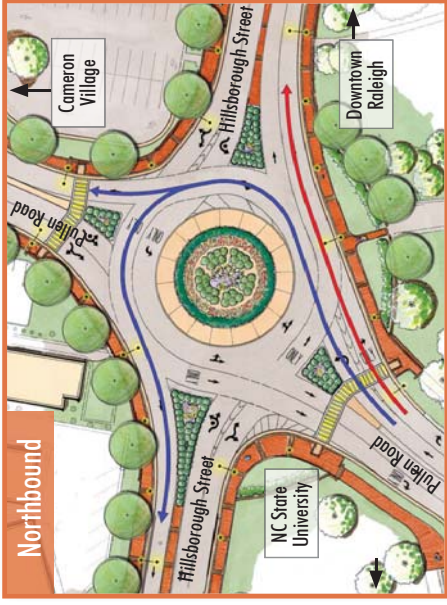 Northbound
Cameron
Village
Pullen Road
Hillsborough Street
Downtown
Raleigh
Hillsborough Street
NC State
University
Pullen Road